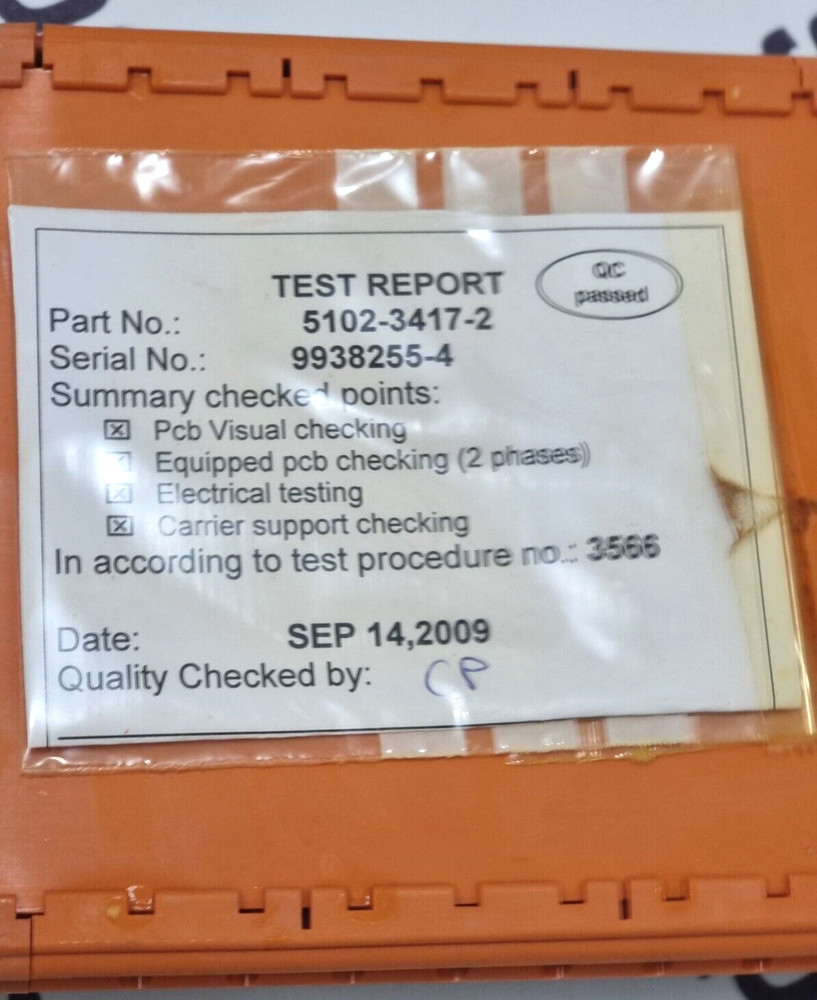 TEST REPORT
QC
passed
Part No.: 5102-3417-2
Serial No.: 9938255-4
Summary checked points:
☒ Pcb Visual checking
☒ Equipped pcb checking (2 phases)
☒ Electrical testing
☒ Carrier support checking
In according to test procedure no.: 3566
Date: SEP 14,2009
Quality Checked by: CP